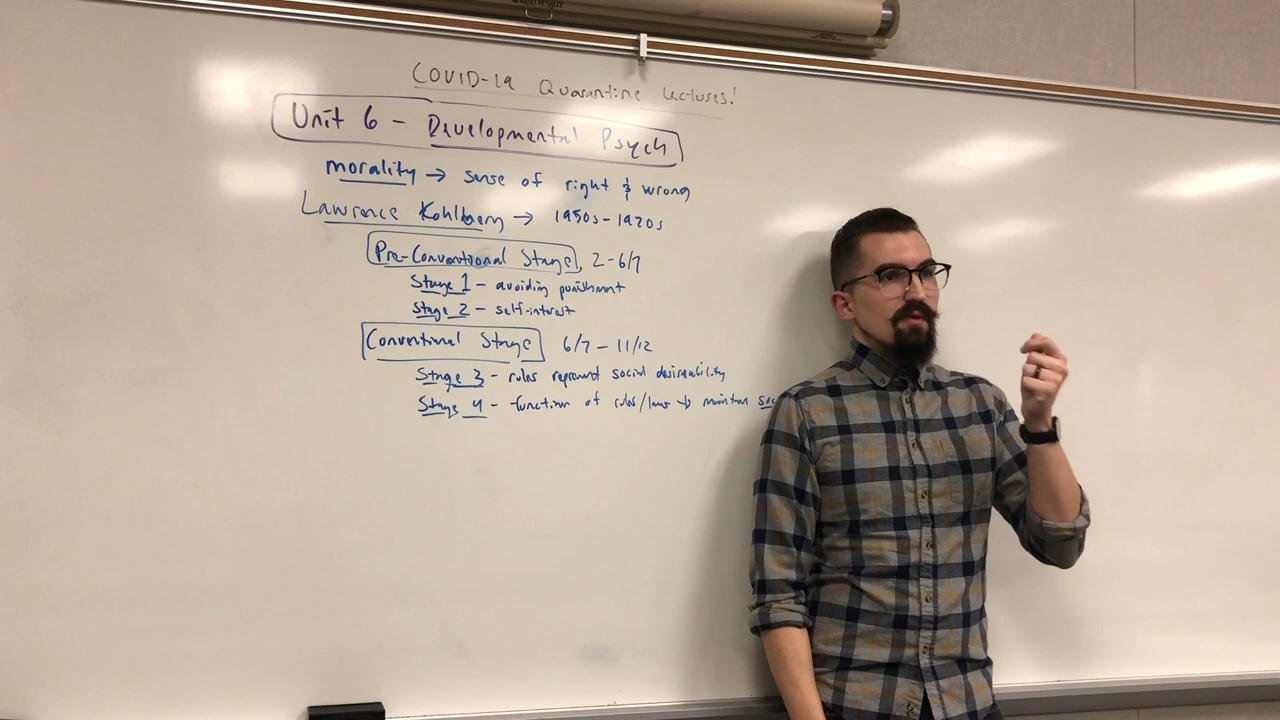 COVID-19 Quarantine Lectures!
Unit 6 - Developmental Psych
morality → sense of right & wrong
Lawrence Kohlberg → 1950s-1970s
Pre-Conventional Stage, 2-6/7
Stage 1 - avoiding punishment
Stage 2 - self-interest
Conventional Stage 6/7 - 11/12
Stage 3 - rules represent social desireability
Stage 4 - function of rules/laws → maintain soc